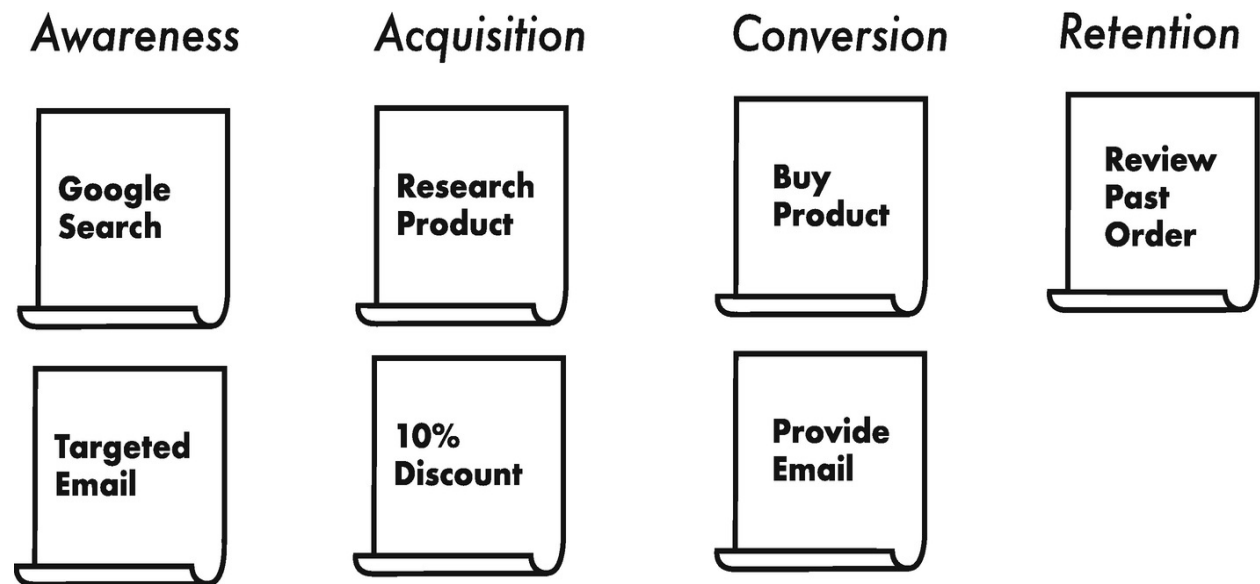 Awareness
Acquisition
Conversion
Retention
Google
Search
Research
Product
Buy
Product
Review
Past
Order
Targeted
Email
10%
Discount
Provide
Email